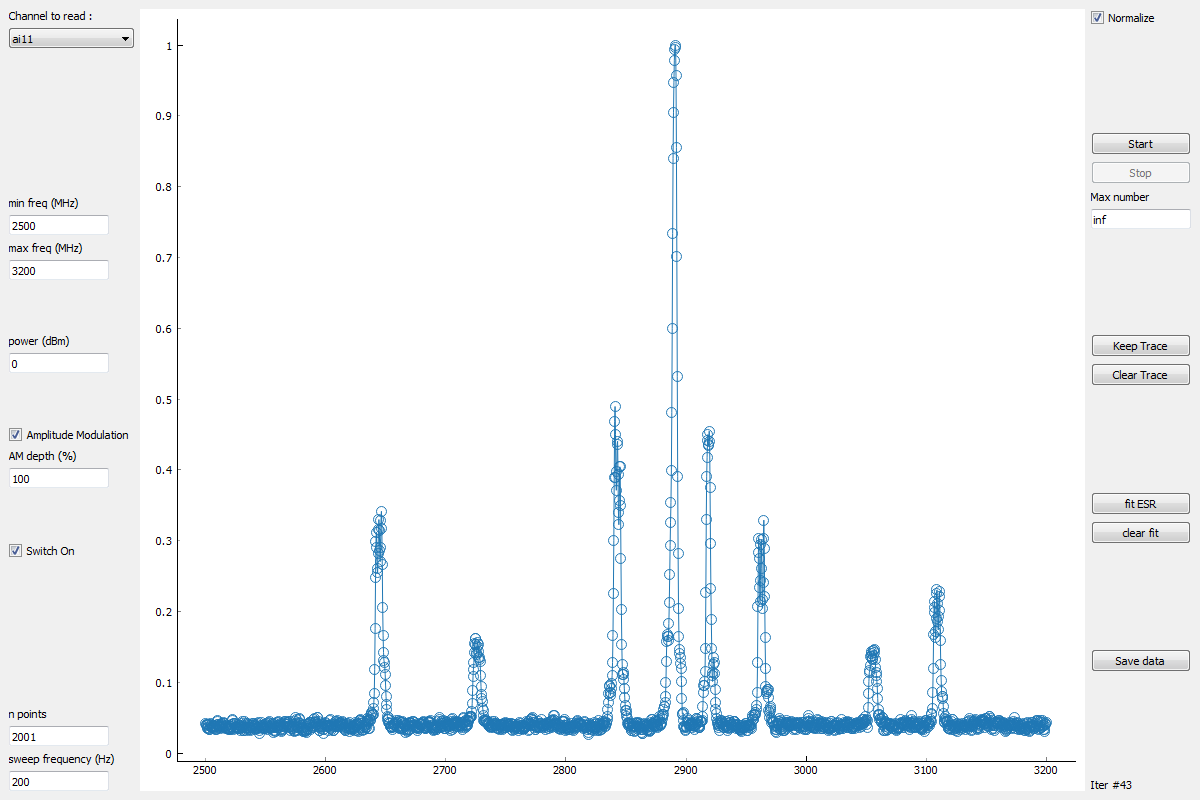 Channel to read :
ai11
min freq (MHz)
2500
max freq (MHz)
3200
power (dBm)
0
Amplitude Modulation
AM depth (%)
100
Switch On
n points
2001
sweep frequency (Hz)
200
1
0.9
0.8
0.7
0.6
0.5
0.4
0.3
0.2
0.1
0
2500 2600 2700 2800 2900 3000 3100 3200
Normalize
Start
Stop
Max number
inf
Keep Trace
Clear Trace
fit ESR
clear fit
Save data
Iter #43